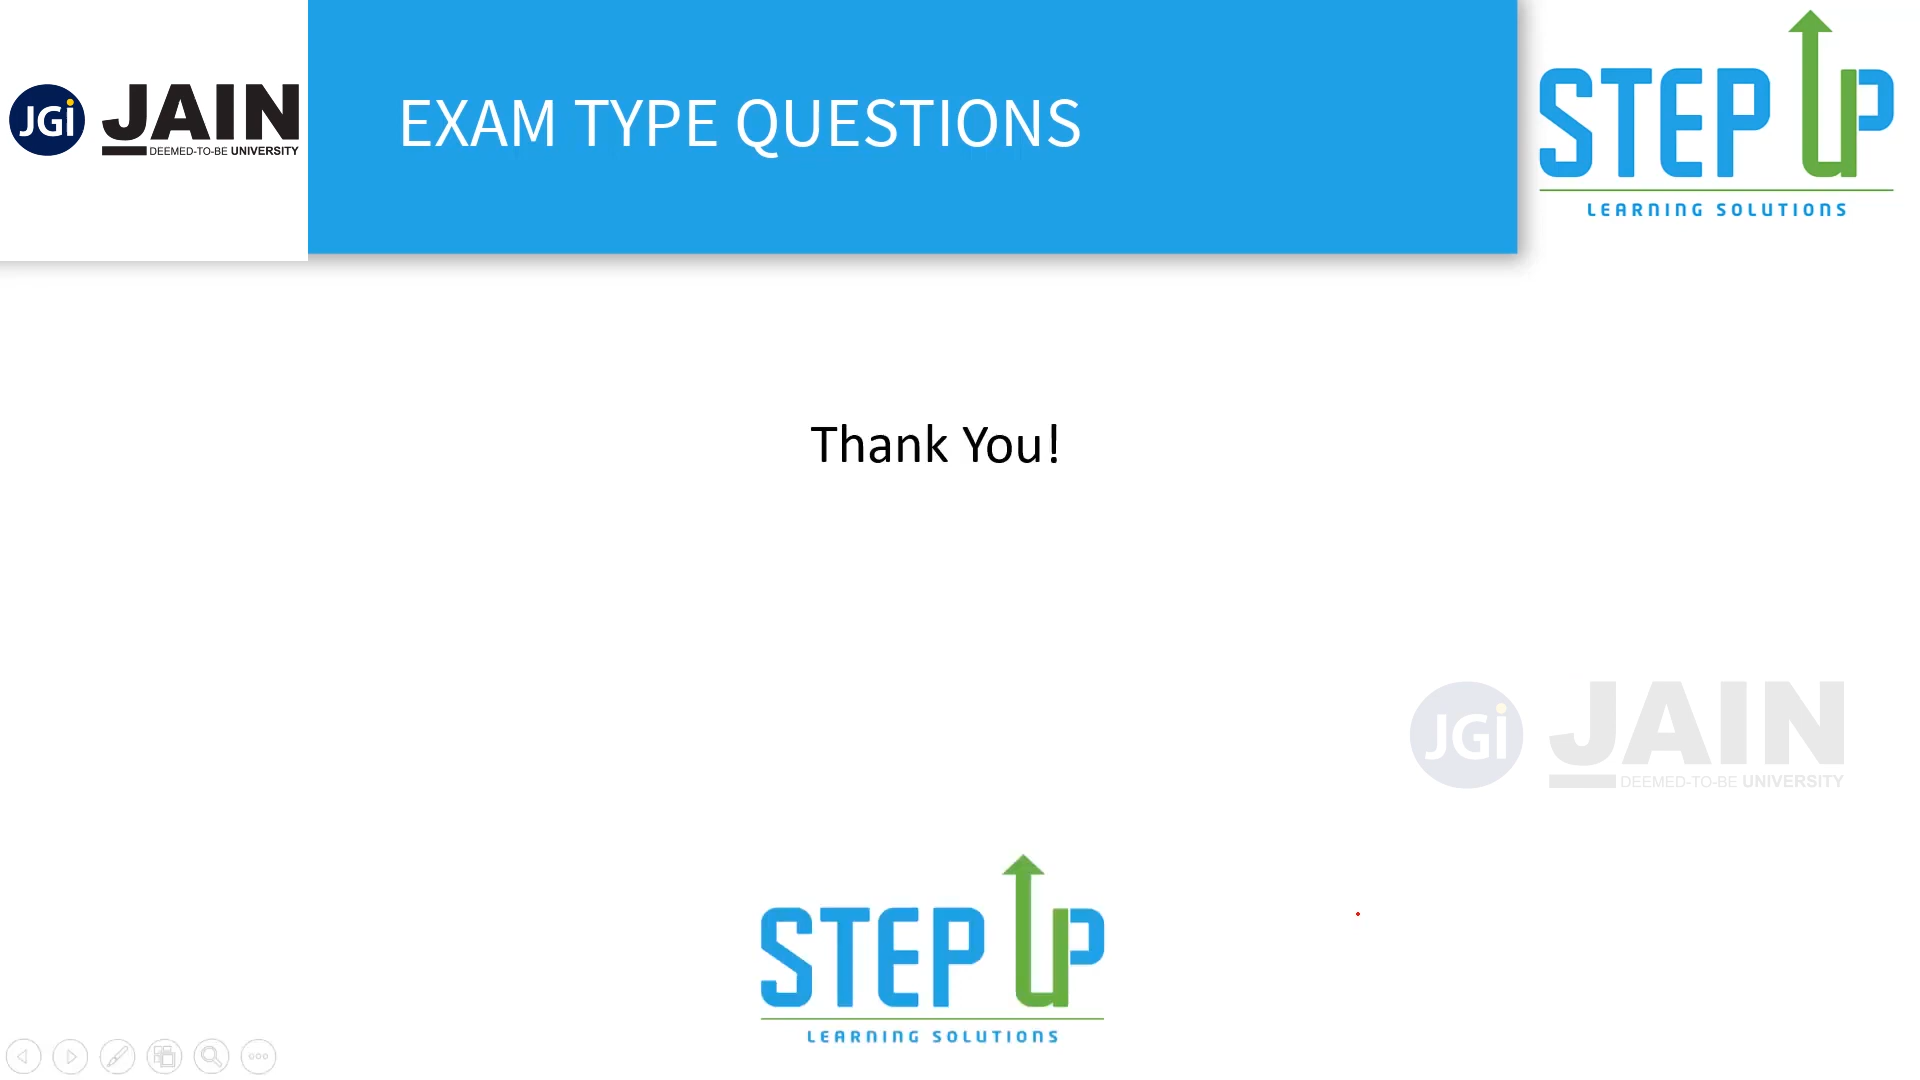 JGi JAIN
DEEMED-TO-BE UNIVERSITY
EXAM TYPE QUESTIONS
STEP UP
LEARNING SOLUTIONS
Thank You!
JGi JAIN
DEEMED-TO-BE UNIVERSITY
STEP UP
LEARNING SOLUTIONS